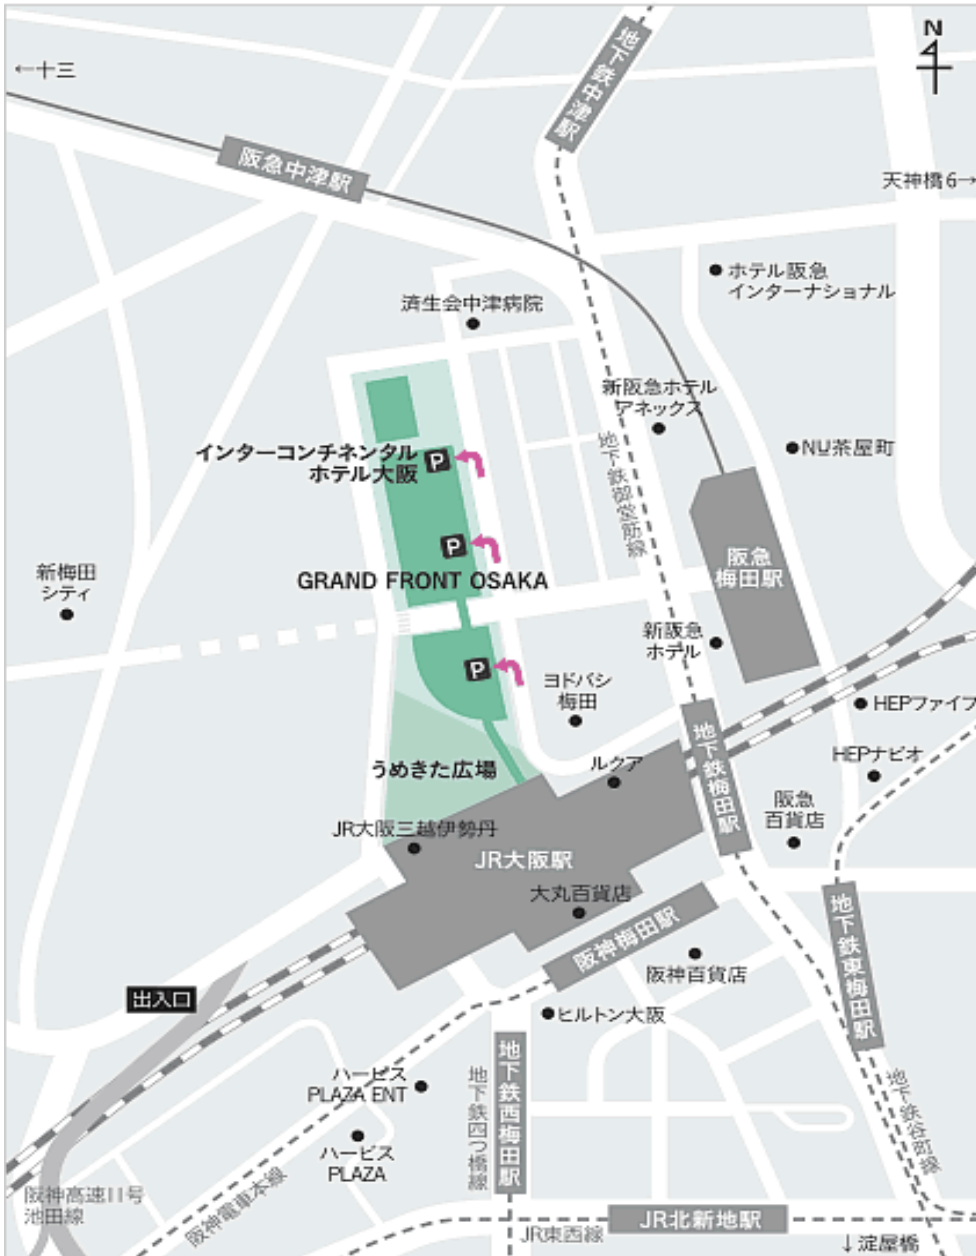 N
←十三
地下鉄中津駅
阪急中津駅
天神橋6→
ホテル阪急
インターナショナル
済生会中津病院
新阪急ホテル
アネックス
インターコンチネンタル
ホテル大阪
P
地下鉄御堂筋線
NU茶屋町
P
GRAND FRONT OSAKA
阪急
梅田駅
新梅田
シティ
新阪急
ホテル
P
ヨドバシ
梅田
HEPファイブ
地下鉄梅田駅
HEPナビオ
うめきた広場
ルクア
阪急
百貨店
JR大阪三越伊勢丹
JR大阪駅
大丸百貨店
地下鉄東梅田駅
阪神梅田駅
阪神百貨店
出入口
ヒルトン大阪
地下鉄西梅田駅
地下鉄四つ橋線
ハービス
PLAZA ENT
地下鉄谷町線
ハービス
PLAZA
阪神高速11号
池田線
阪神電車本線
JR北新地駅
JR東西線
↓淀屋橋